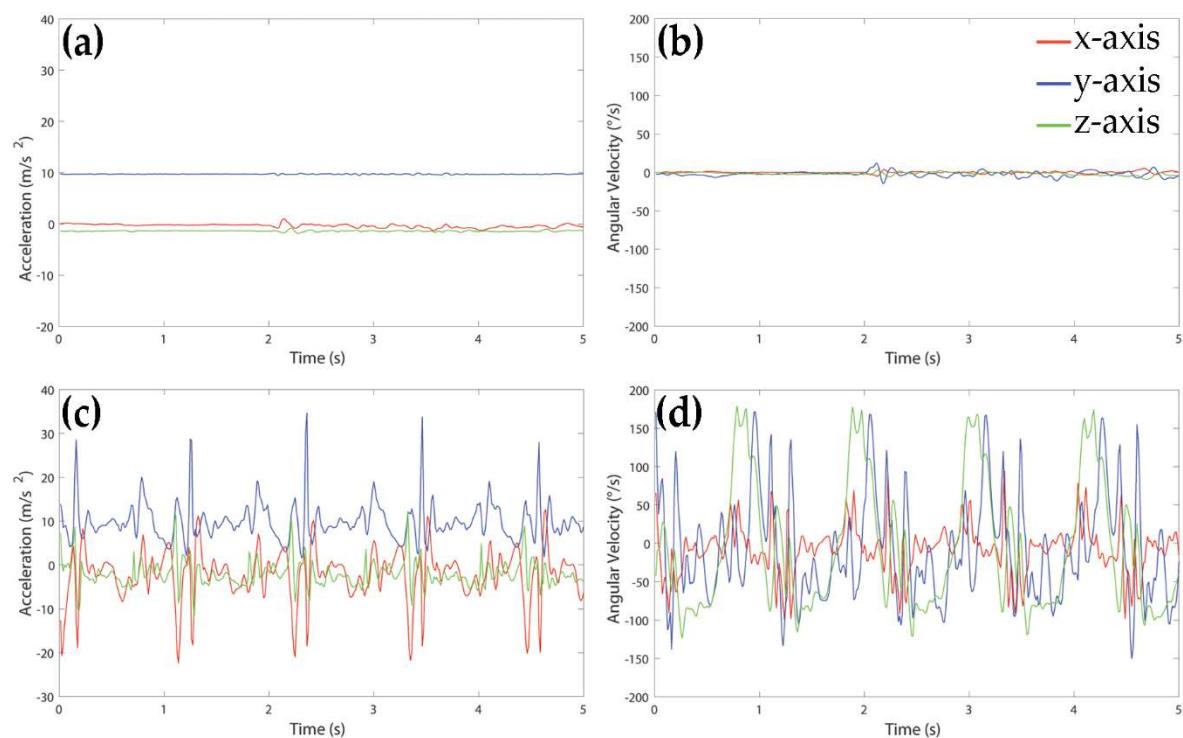 (a)
40
30
20
10
0
-10
-20
Acceleration (m/s²)
0 1 2 3 4 5
Time (s)
(b)
x-axis
y-axis
z-axis
200
150
100
50
0
-50
-100
-150
-200
Angular Velocity (°/s)
0 1 2 3 4 5
Time (s)
(c)
40
30
20
10
0
-10
-20
-30
Acceleration (m/s²)
0 1 2 3 4 5
Time (s)
(d)
200
150
100
50
0
-50
-100
-150
-200
Angular Velocity (°/s)
0 1 2 3 4 5
Time (s)